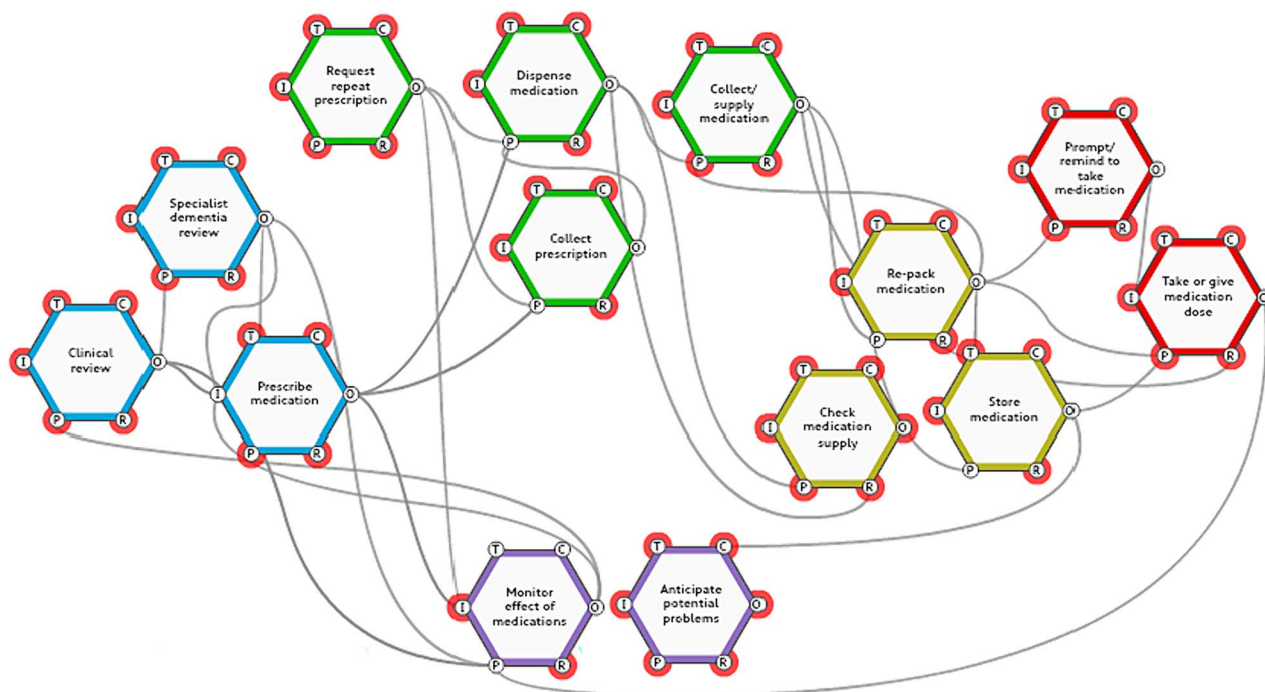 T C
I Request repeat prescription O
P R
T C
I Dispense medication O
P R
T C
I Collect/ supply medication O
P R
T C
I Prompt/ remind to take medication O
P R
T C
I Specialist dementia review O
P R
T C
I Collect prescription O
P R
T C
I Re-pack medication O
P R
T C
I Take or give medication dose O
P R
T C
I Clinical review O
P R
T C
I Prescribe medication O
P R
T C
I Check medication supply O
P R
T C
I Store medication O
P R
T C
I Monitor effect of medications O
P R
T C
I Anticipate potential problems O
P R